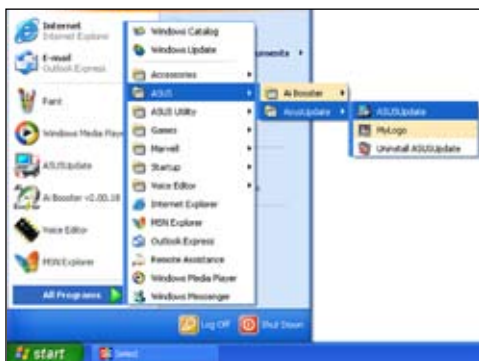 Internet
Internet Explorer
E-mail
Outlook Express
Paint
Windows Media Player
ASUSUpdate
Ai Booster v2.00.18
Voice Editor
MSN Explorer
All Programs
Windows Catalog
Windows Update
Accessories
ASUS
ASUS Utility
Games
Marvell
Startup
Voice Editor
Internet Explorer
MSN Explorer
Outlook Express
Remote Assistance
Windows Media Player
Windows Messenger
Ai Booster
AsusUpdate
ASUSUpdate
MyLogo
Uninstall ASUSUpdate
Log Off
Shut Down
start